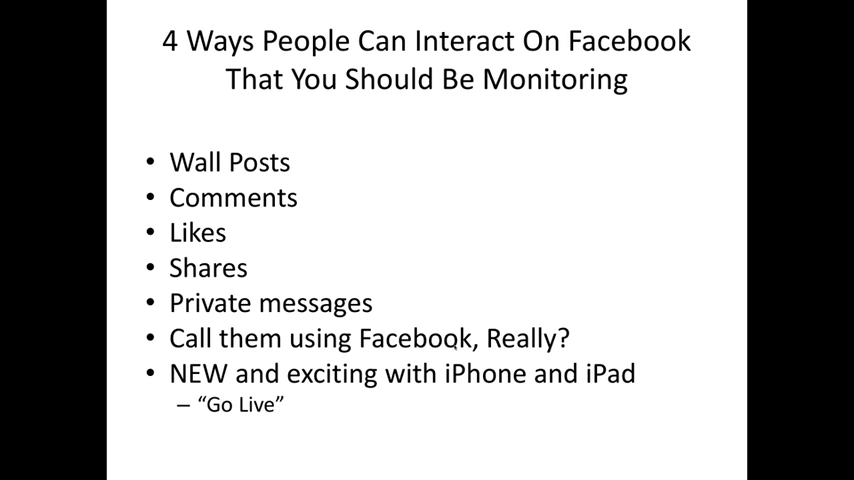 4 Ways People Can Interact On Facebook
That You Should Be Monitoring
• Wall Posts
• Comments
• Likes
• Shares
• Private messages
• Call them using Facebook, Really?
• NEW and exciting with iPhone and iPad
– “Go Live”